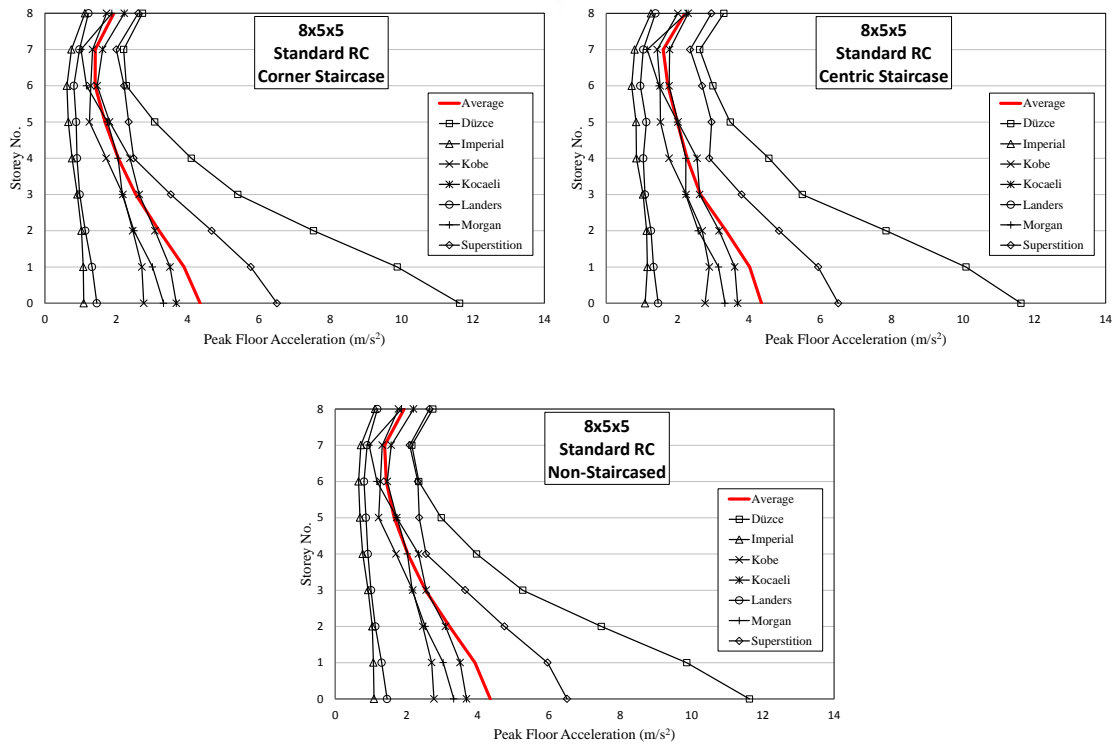 8x5x5
Standard RC
Corner Staircase
Storey No.
8
7
6
5
4
3
2
1
0
Average
Düzce
Imperial
Kobe
Kocaeli
Landers
Morgan
Superstition
0 2 4 6 8 10 12 14
Peak Floor Acceleration (m/s²)
8x5x5
Standard RC
Centric Staircase
Storey No.
8
7
6
5
4
3
2
1
0
Average
Düzce
Imperial
Kobe
Kocaeli
Landers
Morgan
Superstition
0 2 4 6 8 10 12 14
Peak Floor Acceleration (m/s²)
8x5x5
Standard RC
Non-Staircased
Storey No.
8
7
6
5
4
3
2
1
0
Average
Düzce
Imperial
Kobe
Kocaeli
Landers
Morgan
Superstition
0 2 4 6 8 10 12 14
Peak Floor Acceleration (m/s²)